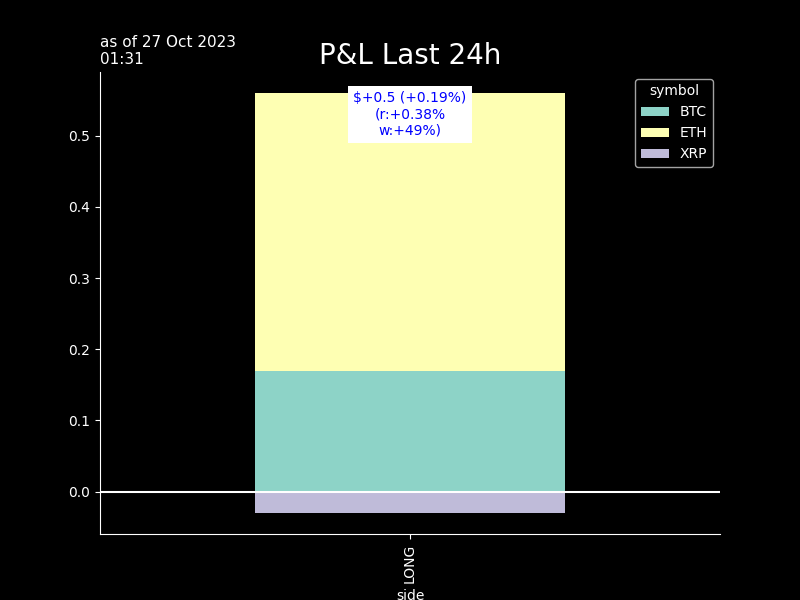 as of 27 Oct 2023
01:31
P&L Last 24h
$+0.5 (+0.19%)
(r:+0.38%
w:+49%)
symbol
BTC
ETH
XRP
0.5
0.4
0.3
0.2
0.1
0.0
LONG
side